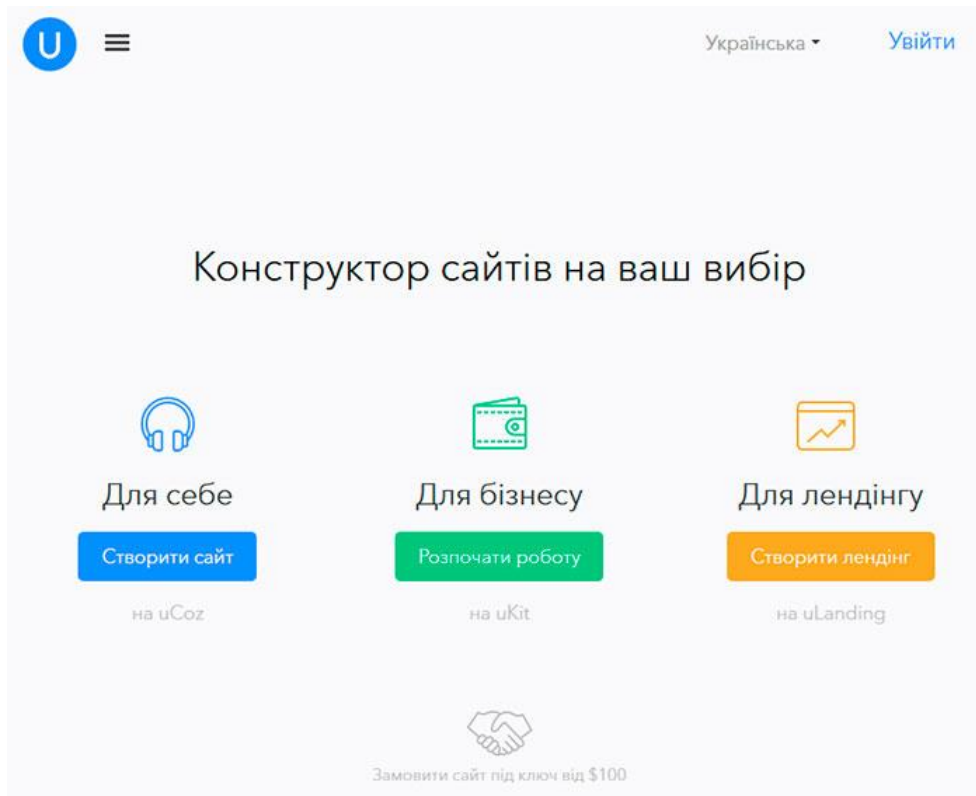 U
Українська
Увійти
Конструктор сайтів на ваш вибір
Для себе
Для бізнесу
Для лендінгу
Створити сайт
Розпочати роботу
Створити лендінг
на uCoz
на uKit
на uLanding
Замовити сайт під ключ від $100